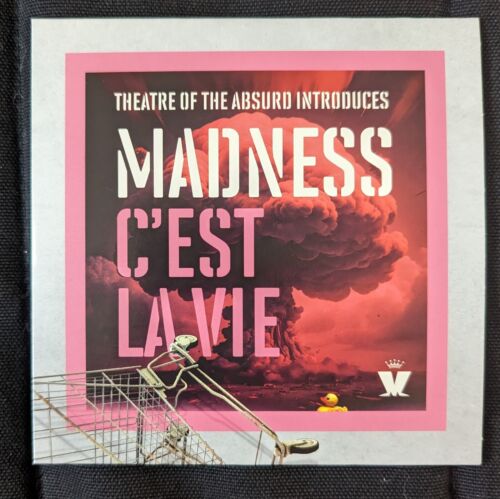 THEATRE OF THE ABSURD INTRODUCES
MADNESS
C'EST
LA VIE